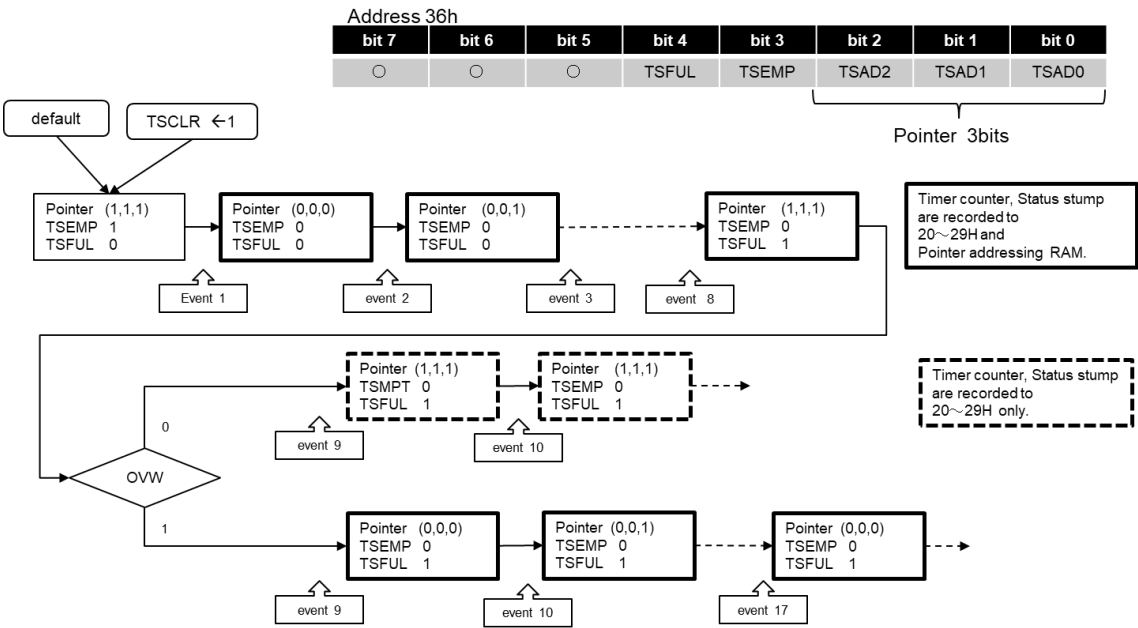 Address 36h
bit 7 bit 6 bit 5 bit 4 bit 3 bit 2 bit 1 bit 0
○ ○ ○ TSFUL TSEMP TSAD2 TSAD1 TSAD0
Pointer 3bits
default
TSCLR ←1
Pointer (1,1,1)
TSEMP 1
TSFUL 0
Pointer (0,0,0)
TSEMP 0
TSFUL 0
Pointer (0,0,1)
TSEMP 0
TSFUL 0
Pointer (1,1,1)
TSEMP 0
TSFUL 1
Timer counter, Status stump
are recorded to
20～29H and
Pointer addressing RAM.
Event 1
event 2
event 3
event 8
Pointer (1,1,1)
TSMPT 0
TSFUL 1
Pointer (1,1,1)
TSEMP 0
TSFUL 1
Timer counter, Status stump
are recorded to
20～29H only.
0
event 9
event 10
OVW
1
Pointer (0,0,0)
TSEMP 0
TSFUL 1
Pointer (0,0,1)
TSEMP 0
TSFUL 1
Pointer (0,0,0)
TSEMP 0
TSFUL 1
event 9
event 10
event 17